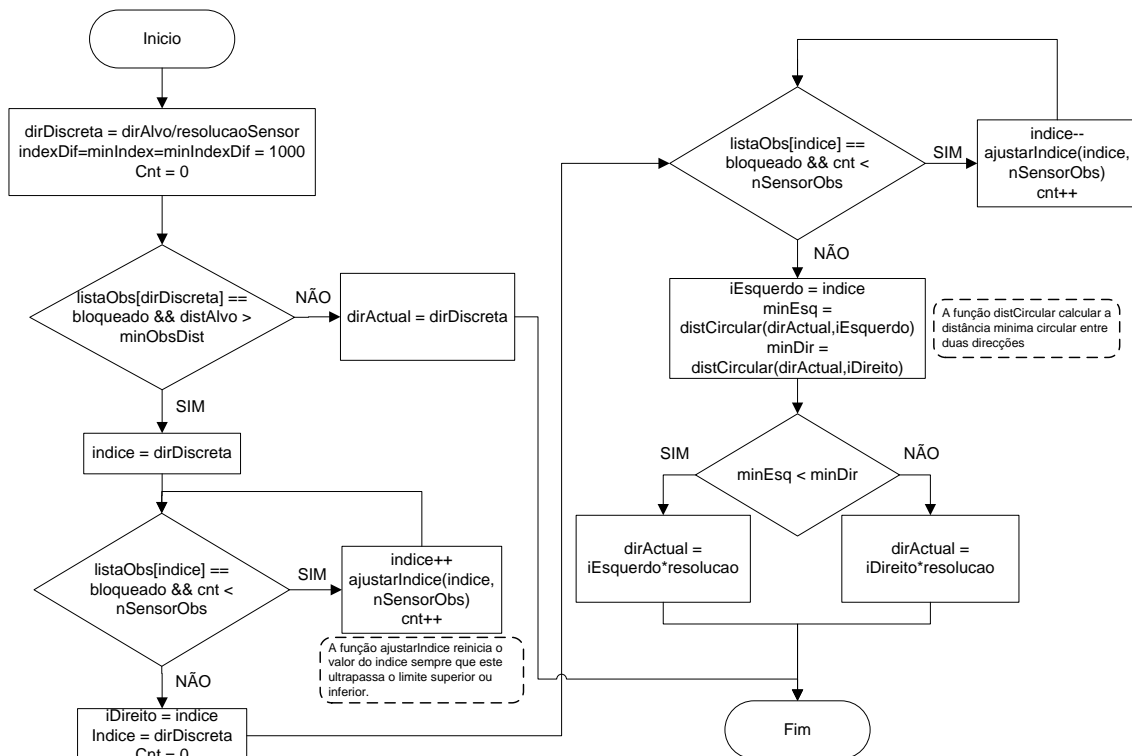 Inicio
dirDiscreta = dirAlvo/resolucaoSensor
indexDif=minIndex=minIndexDif = 1000
Cnt = 0
listaObs[dirDiscreta] ==
bloqueado && distAlvo >
minObsDist
NÃO
dirActual = dirDiscreta
SIM
indice = dirDiscreta
listaObs[indice] ==
bloqueado && cnt <
nSensorObs
SIM
indice++
ajustarIndice(indice,
nSensorObs)
cnt++
A função ajustarIndice reinicia o
valor do indice sempre que este
ultrapassa o limite superior ou
inferior.
NÃO
iDireito = indice
Indice = dirDiscreta
Cnt = 0
listaObs[indice] ==
bloqueado && cnt <
nSensorObs
SIM
indice--
ajustarIndice(indice,
nSensorObs)
cnt++
NÃO
iEsquerdo = indice
minEsq =
distCircular(dirActual,iEsquerdo)
minDir =
distCircular(dirActual,iDireito)
A função distCircular calcular a
distância minima circular entre
duas direcções
minEsq < minDir
SIM
NÃO
dirActual =
iEsquerdo*resolucao
dirActual =
iDireito*resolucao
Fim